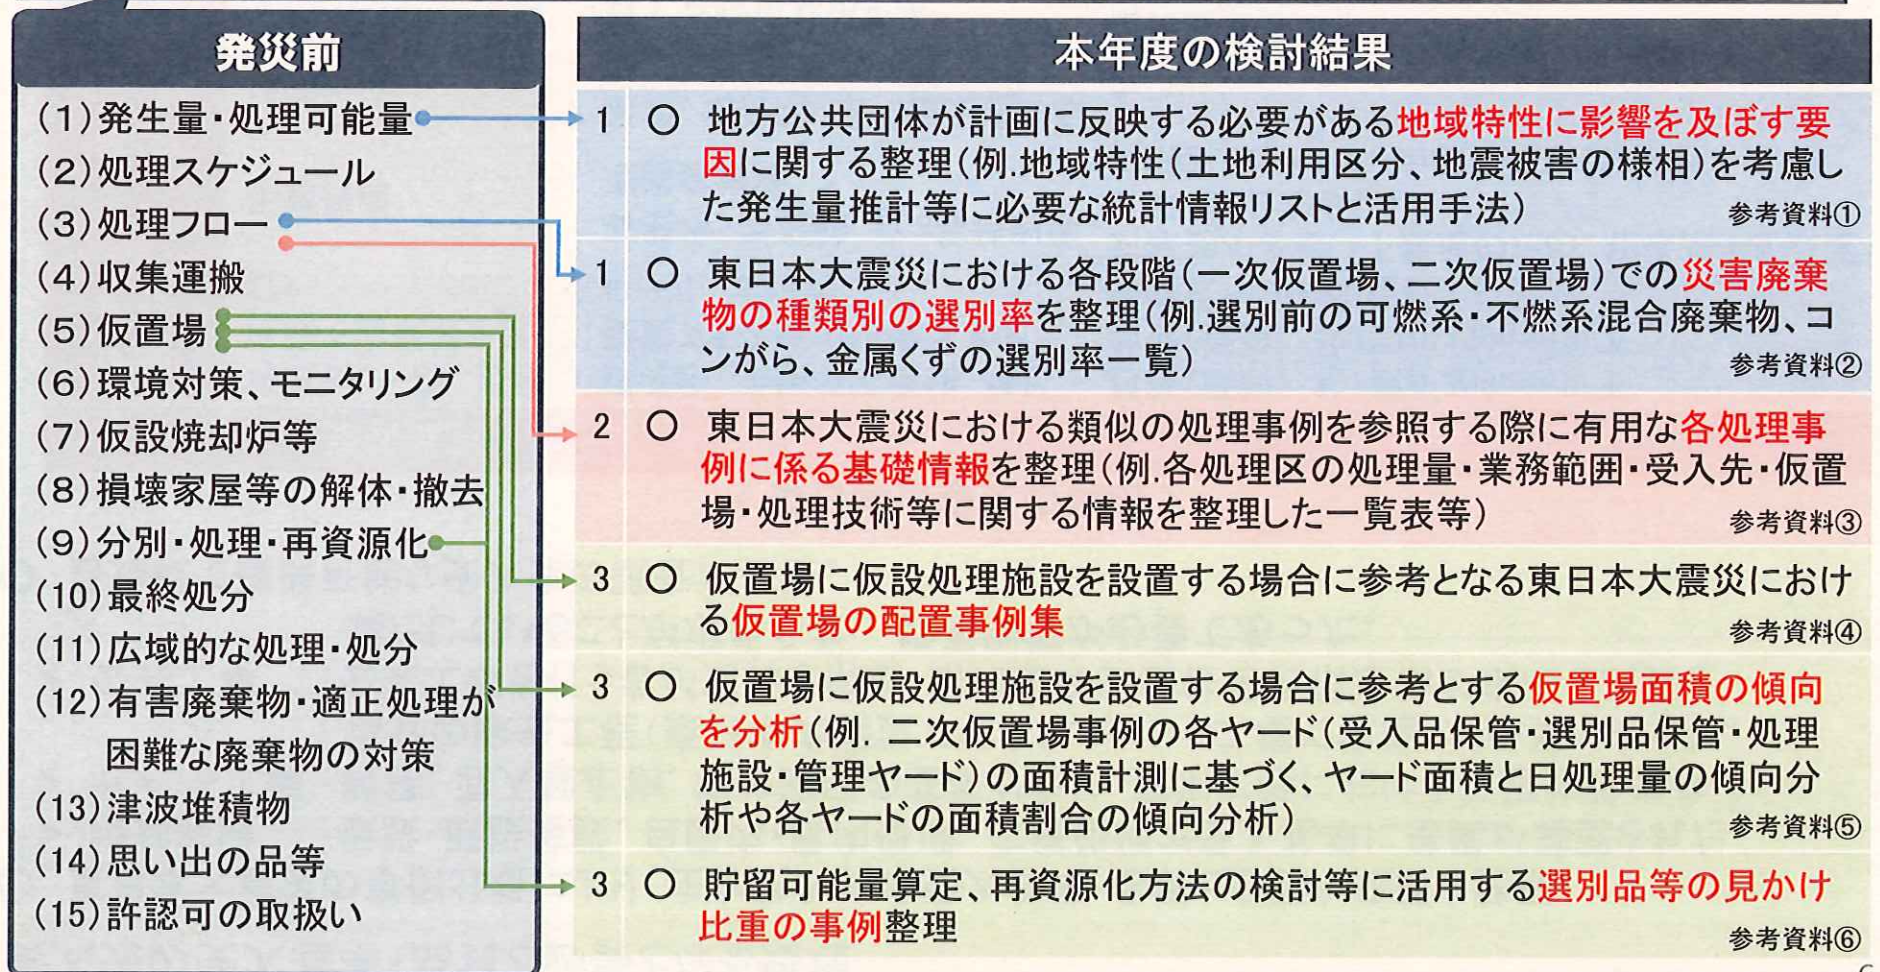 発災前
(1)発生量・処理可能量
(2)処理スケジュール
(3)処理フロー
(4)収集運搬
(5)仮置場
(6)環境対策、モニタリング
(7)仮設焼却炉等
(8)損壊家屋等の解体・撤去
(9)分別・処理・再資源化
(10)最終処分
(11)広域的な処理・処分
(12)有害廃棄物・適正処理が
困難な廃棄物の対策
(13)津波堆積物
(14)思い出の品等
(15)許認可の取扱い
本年度の検討結果
1 ○ 地方公共団体が計画に反映する必要がある地域特性に影響を及ぼす要
因に関する整理(例.地域特性(土地利用区分、地震被害の様相)を考慮し
た発生量推計等に必要な統計情報リストと活用手法) 参考資料①
1 ○ 東日本大震災における各段階(一次仮置場、二次仮置場)での災害廃棄
物の種類別の選別率を整理(例.選別前の可燃系・不燃系混合廃棄物、コ
ンがら、金属くずの選別率一覧) 参考資料②
2 ○ 東日本大震災における類似の処理事例を参照する際に有用な各処理事
例に係る基礎情報を整理(例.各処理区の処理量・業務範囲・受入先・仮置
場・処理技術等に関する情報を整理した一覧表等) 参考資料③
3 ○ 仮置場に仮設処理施設を設置する場合に参考となる東日本大震災におけ
る仮置場の配置事例集 参考資料④
3 ○ 仮置場に仮設処理施設を設置する場合に参考とする仮置場面積の傾向
を分析(例. 二次仮置場事例の各ヤード(受入品保管・選別品保管・処理
施設・管理ヤード)の面積計測に基づく、ヤード面積と日処理量の傾向分
析や各ヤードの面積割合の傾向分析) 参考資料⑤
3 ○ 貯留可能量算定、再資源化方法の検討等に活用する選別品等の見かけ
比重の事例整理 参考資料⑥